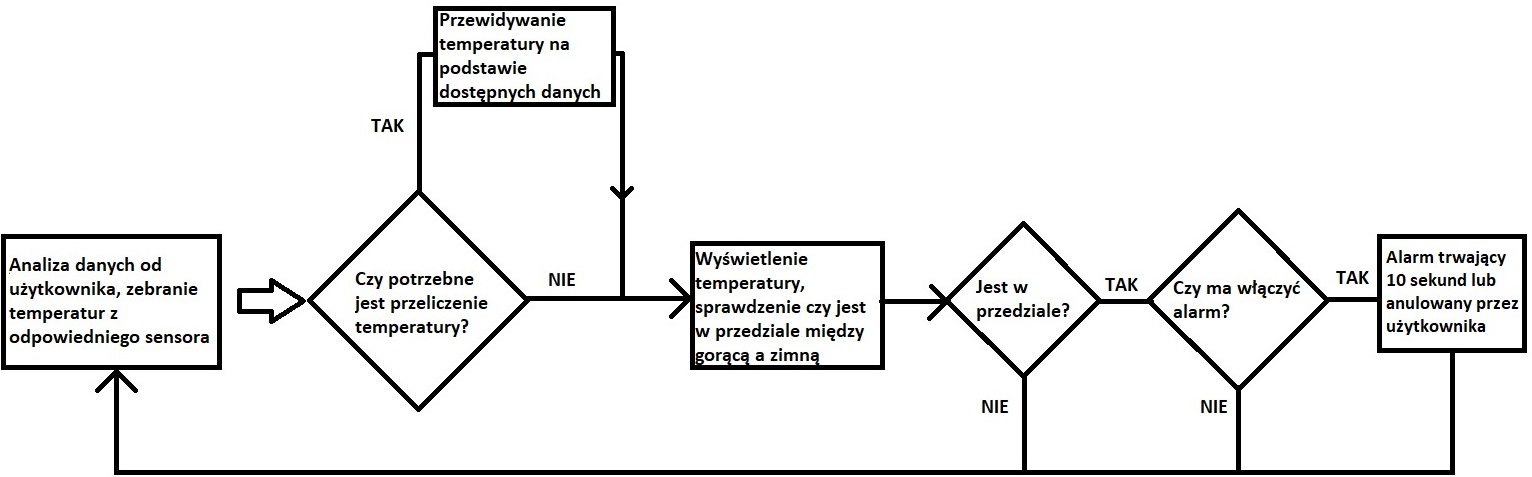 Przewidywanie
temperatury na
podstawie
dostępnych danych
TAK
Analiza danych od
użytkownika, zebranie
temperatur z
odpowiedniego sensora
Czy potrzebne
jest przeliczenie
temperatury?
NIE
Wyświetlenie
temperatury,
sprawdzenie czy jest
w przedziale między
gorącą a zimną
Jest w
przedziale?
TAK
NIE
Czy ma włączyć
alarm?
TAK
NIE
Alarm trwający
10 sekund lub
anulowany przez
użytkownika